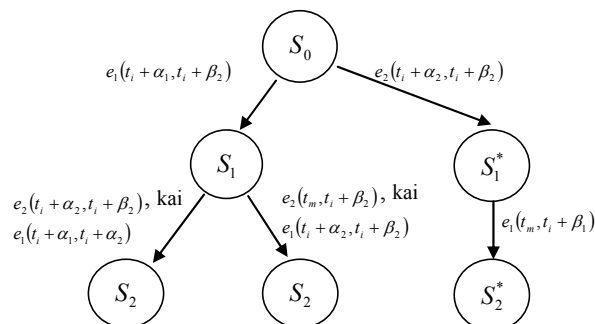 S₀
e₁(tᵢ + α₁, tᵢ + β₂)
e₂(tᵢ + α₂, tᵢ + β₂)
S₁
S₁*
e₂(tᵢ + α₂, tᵢ + β₂), kai
e₁(tᵢ + α₁, tᵢ + α₂)
e₂(tₘ, tᵢ + β₂), kai
e₁(tᵢ + α₂, tᵢ + β₂)
e₁(tₘ, tᵢ + β₁)
S₂
S₂
S₂*